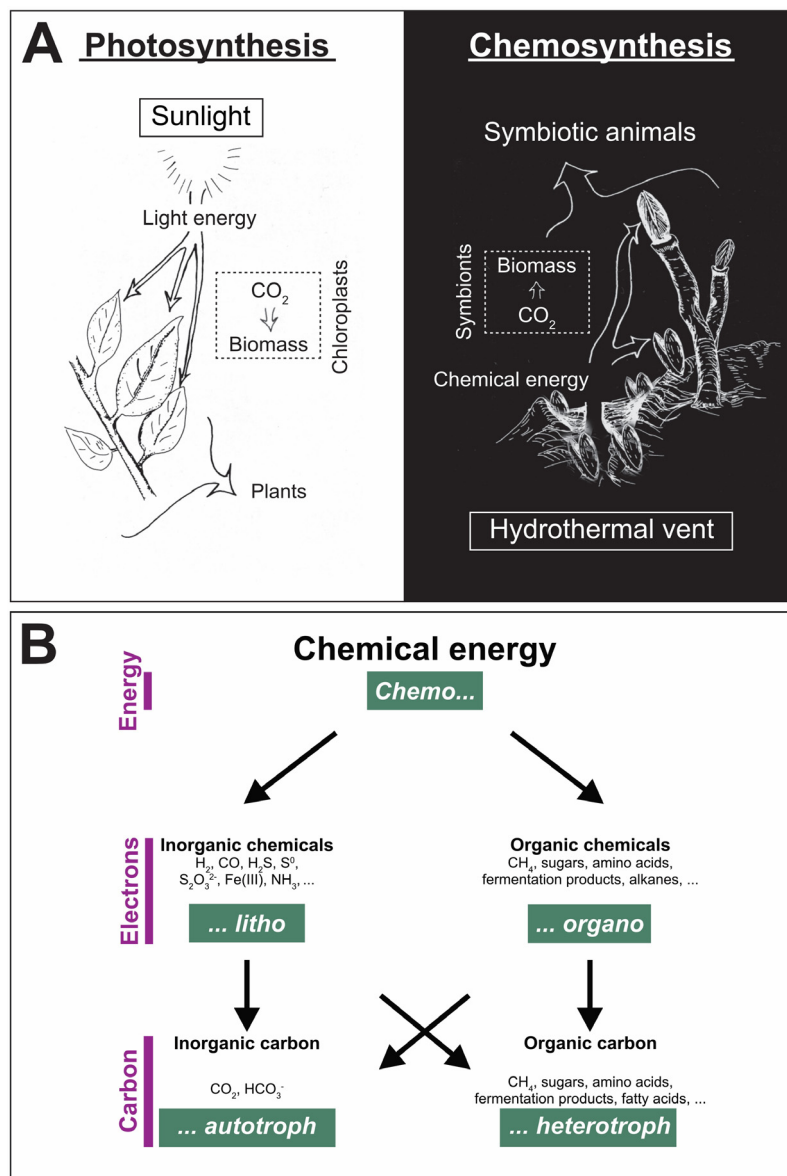 A
Photosynthesis
Sunlight
Light energy
CO₂
Biomass
Chloroplasts
Plants
Chemosynthesis
Symbiotic animals
Symbionts
Biomass
CO₂
Chemical energy
Hydrothermal vent
B
Chemical energy
Energy
Chemo...
Electrons
Inorganic chemicals
H₂, CO, H₂S, S⁰,
S₂O₃²⁻, Fe(III), NH₃, ...
... litho
Organic chemicals
CH₄, sugars, amino acids,
fermentation products, alkanes, ...
... organo
Carbon
Inorganic carbon
CO₂, HCO₃⁻
... autotroph
Organic carbon
CH₄, sugars, amino acids,
fermentation products, fatty acids, ...
... heterotroph